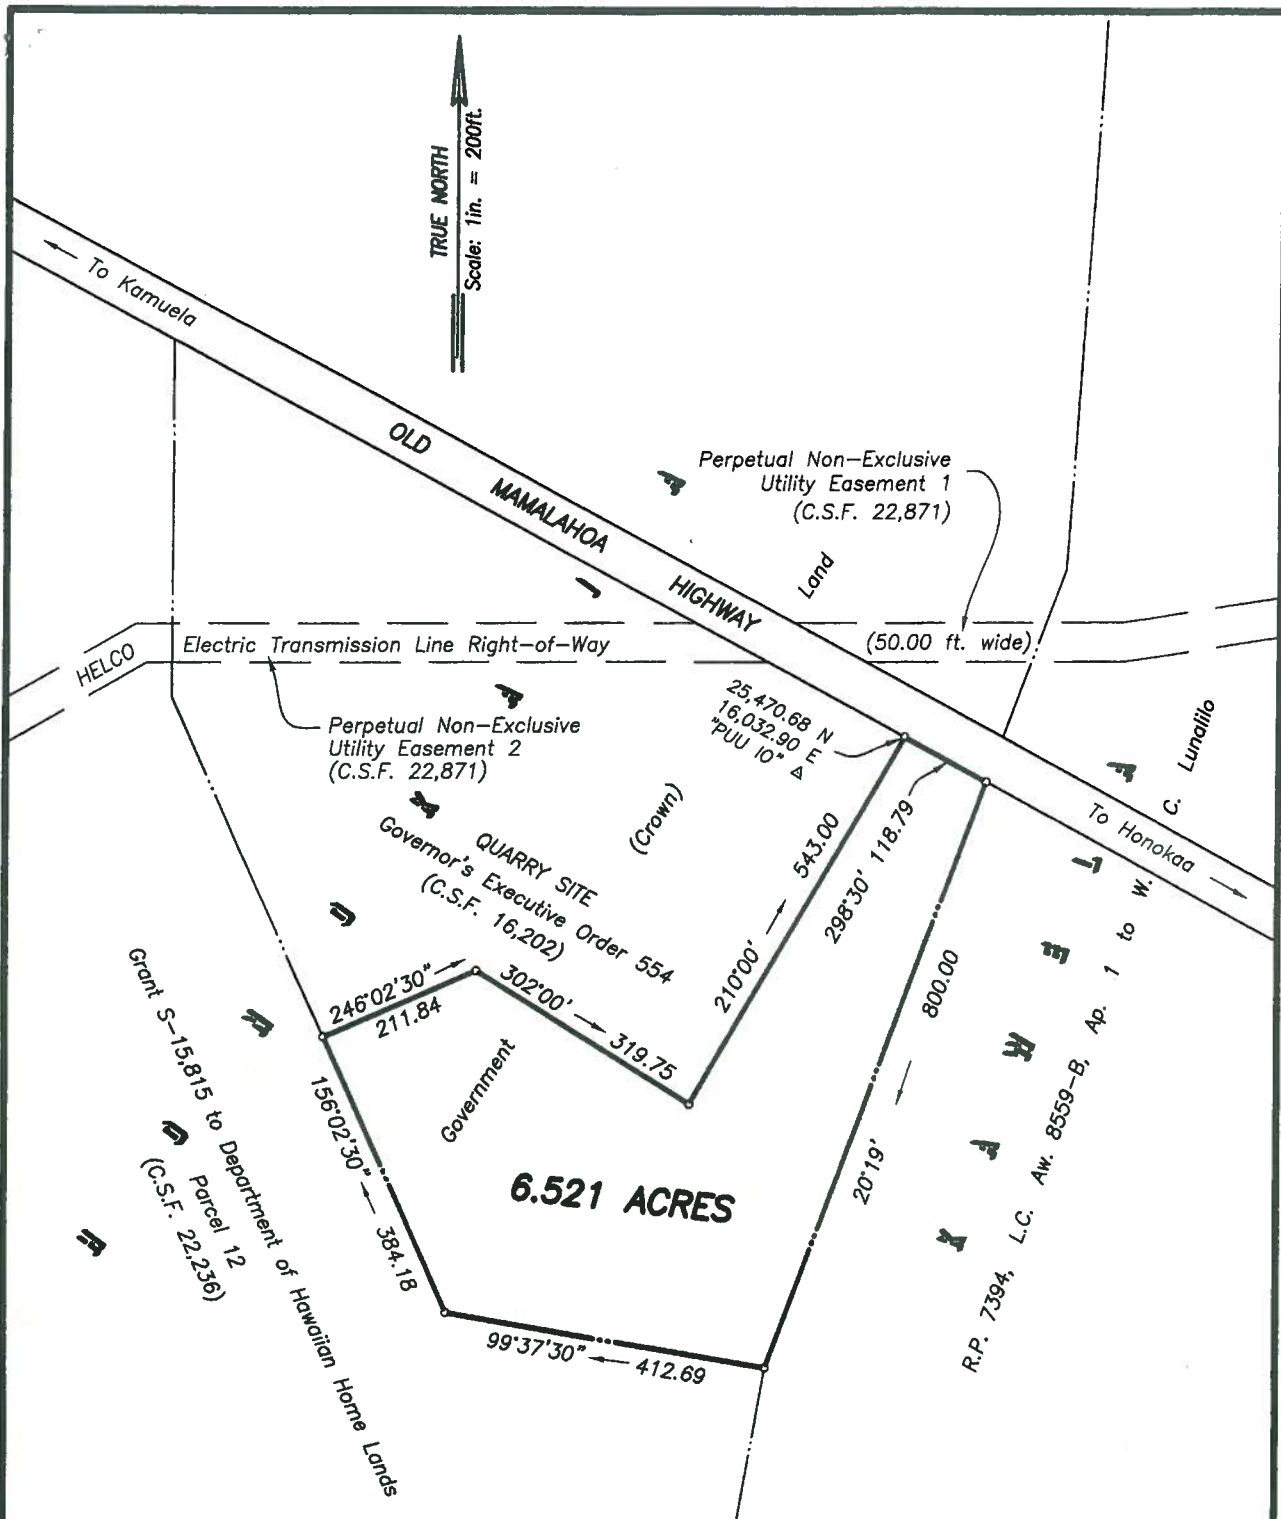 TRUE NORTH
Scale: 1in. = 200ft.
To Kamuela
OLD MAMALAHOA HIGHWAY
Perpetual Non-Exclusive
Utility Easement 1
(C.S.F. 22,871)
Land
(50.00 ft. wide)
HELCO
Electric Transmission Line Right-of-Way
Perpetual Non-Exclusive
Utility Easement 2
(C.S.F. 22,871)
25,470.68 N
16,032.90 E
"PUU IO"
(Crown)
QUARRY SITE
Governor's Executive Order 554
(C.S.F. 16,202)
543.00
210°00'
298°30' 118.79
To Honokaa
C. Lunalilo
800.00
20°19'
246°02'30"
211.84
302°00'
319.75
Government
156°02'30"
384.18
6.521 ACRES
99°37'30"
412.69
Grant S-15,815 to Department of Hawaiian Home Lands
Parcel 12
(C.S.F. 22,236)
R.P. 7394, L.C. Aw. 8559-B, Ap. 1 to W.